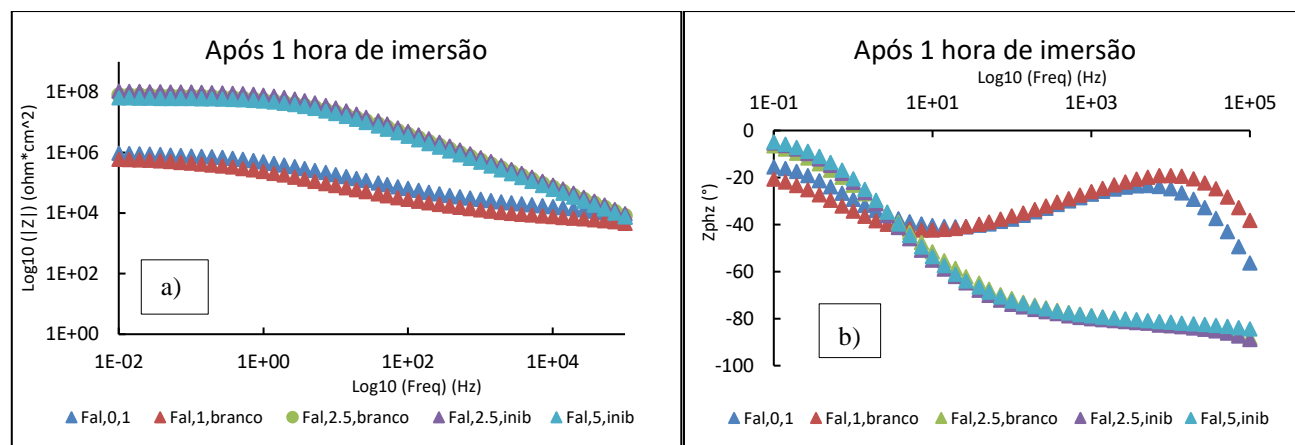 Após 1 hora de imersão
Log10 (|Z|) (ohm*cm^2)
1E+08
1E+06
1E+04
1E+02
1E+00
a)
1E-02 1E+00 1E+02 1E+04
Log10 (Freq) (Hz)
Fal,0,1 Fal,1,branco Fal,2.5,branco Fal,2.5,inib Fal,5,inib
Após 1 hora de imersão
Log10 (Freq) (Hz)
1E-01 1E+01 1E+03 1E+05
Zphz (°)
0
-20
-40
-60
-80
-100
b)
Fal,0,1 Fal,1,branco Fal,2.5,branco Fal,2.5,inib Fal,5,inib